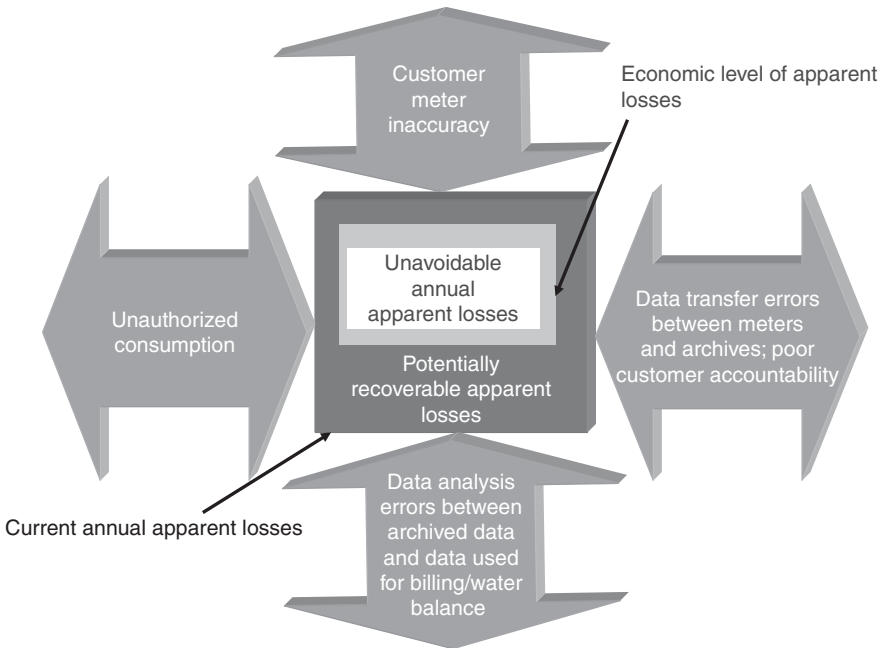 Customer
meter
inaccuracy
Economic level of apparent
losses
Unauthorized
consumption
Unavoidable
annual
apparent losses
Potentially
recoverable apparent
losses
Data transfer errors
between meters
and archives; poor
customer accountability
Current annual apparent losses
Data analysis
errors between
archived data
and data used
for billing/water
balance